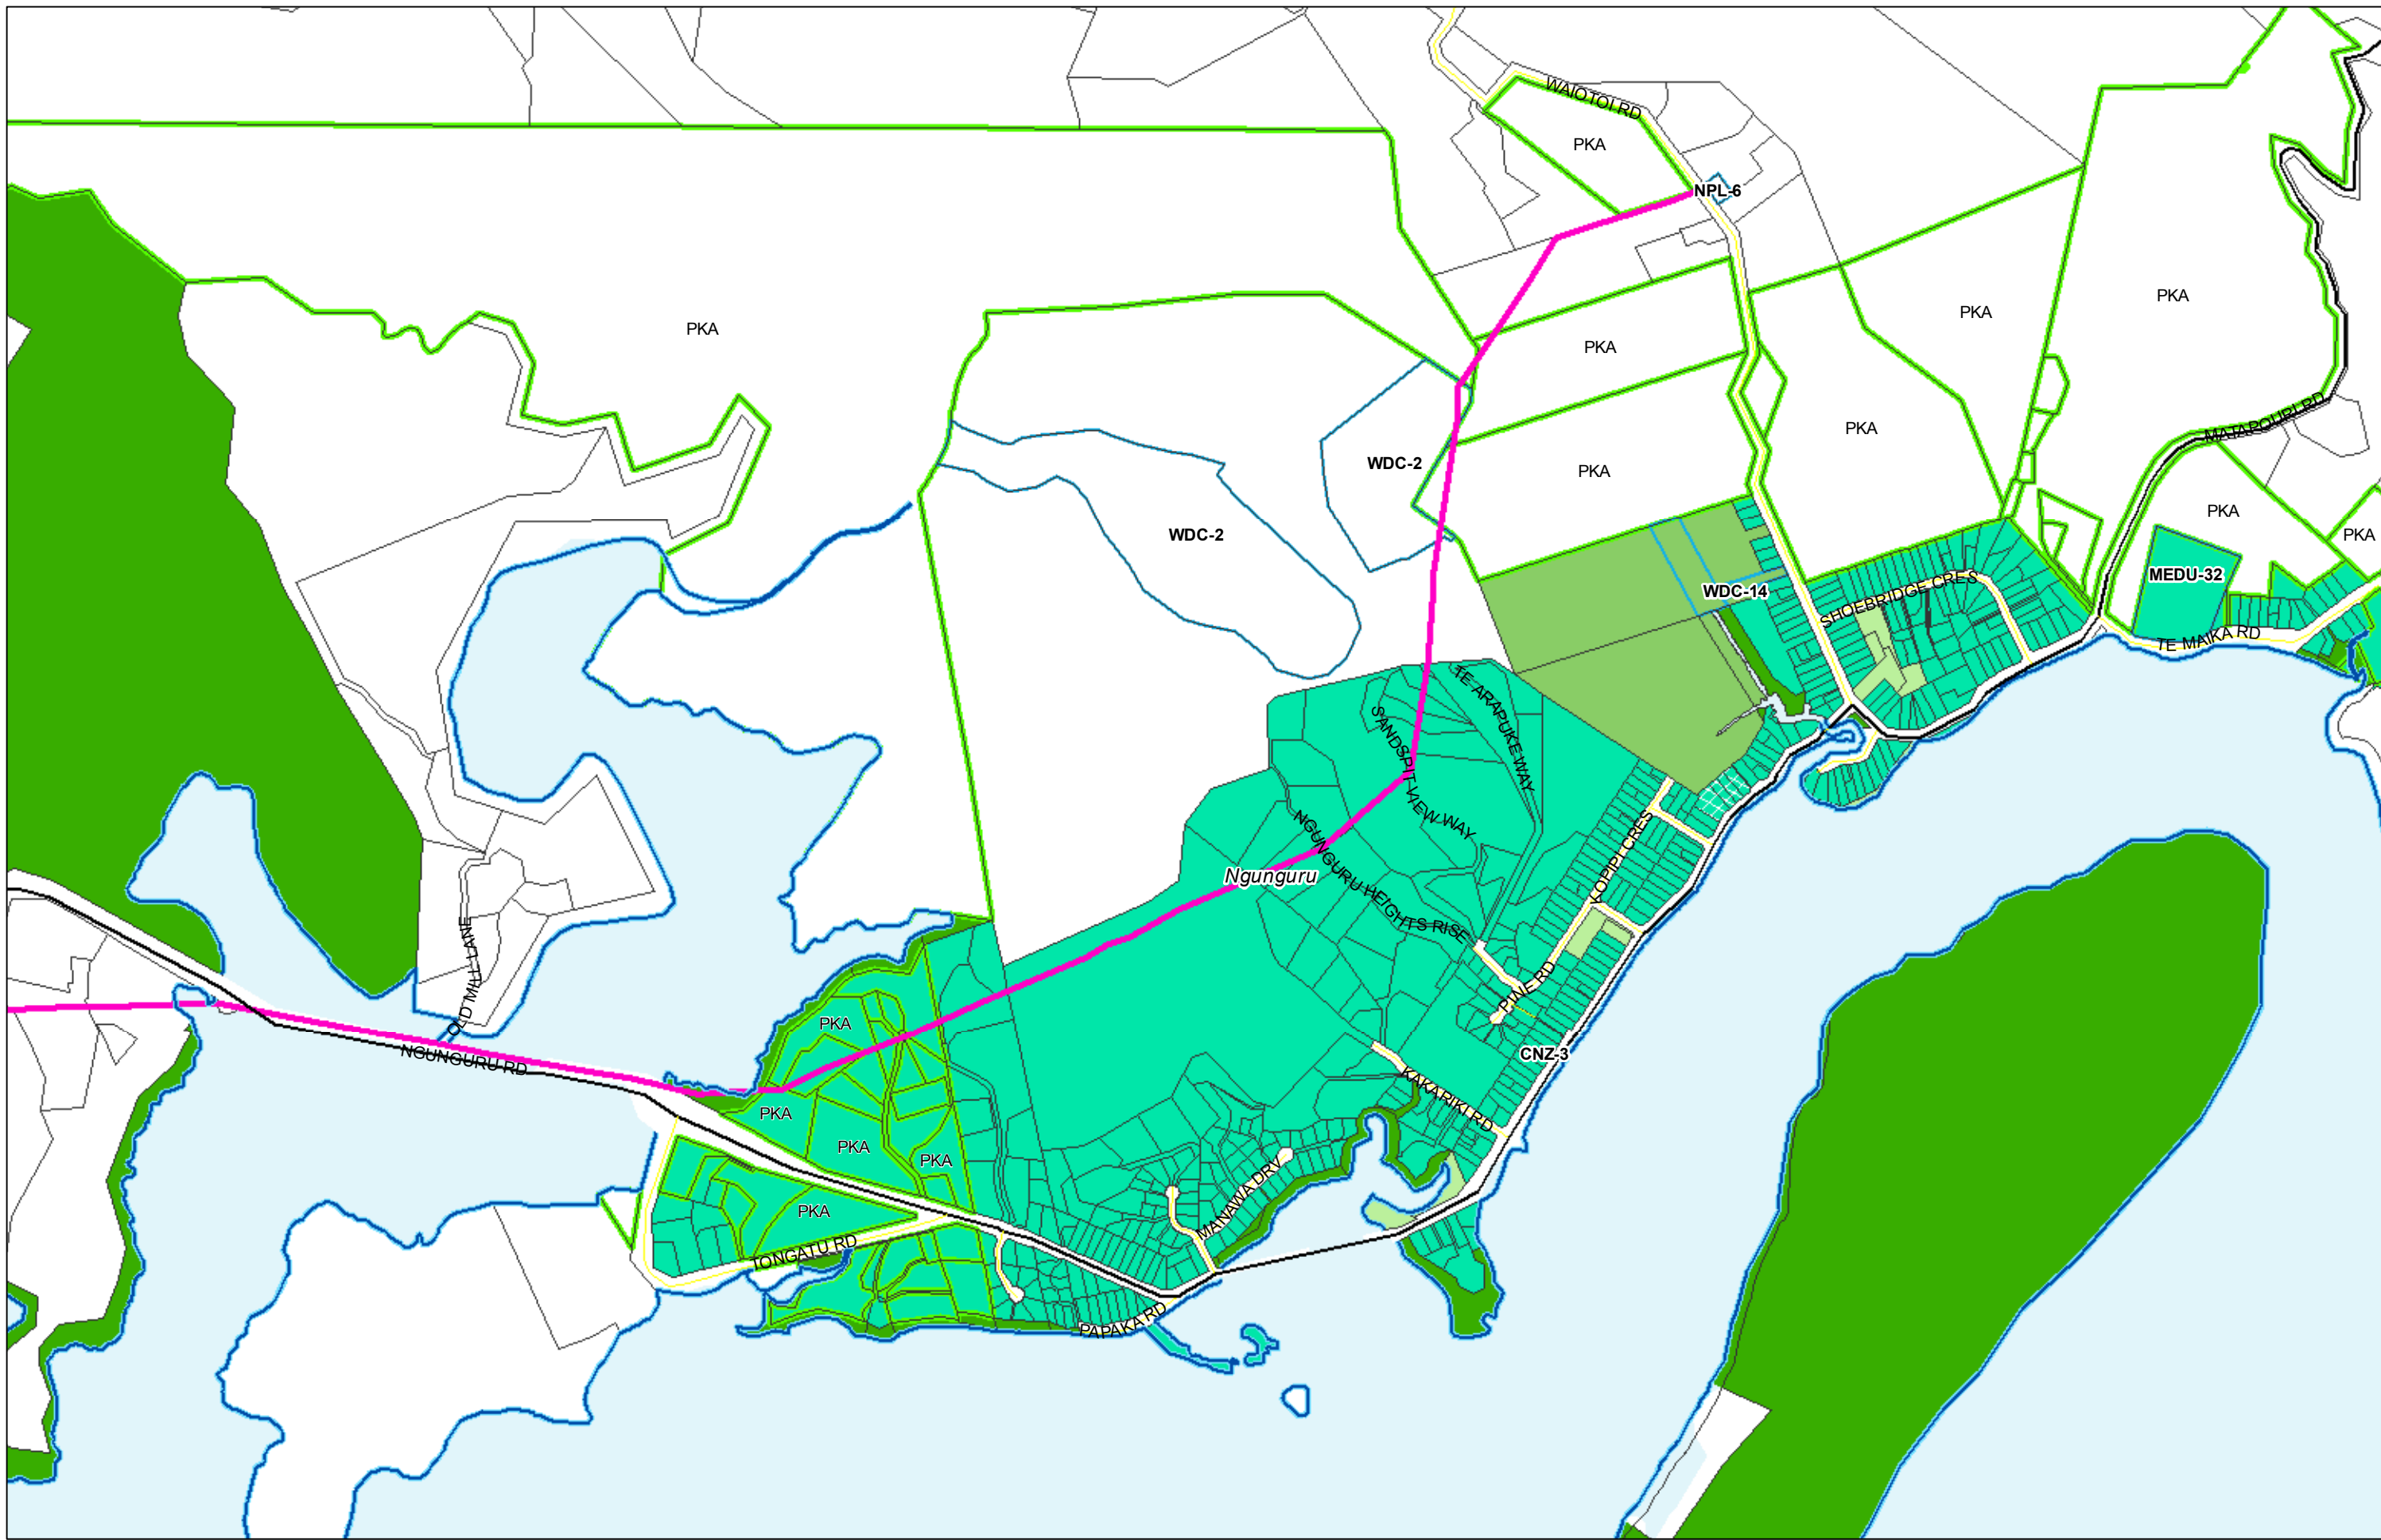 WAIOTOI RD
PKA
NPL-6
PKA
PKA
PKA
PKA
MATAPOURI RD
PKA
WDC-2
PKA
PKA
WDC-2
PKA
MEDU-32
WDC-14
SHOEBRIDGE CRES
TE MAIKA RD
TE ARAPUKE WAY
SANDSPIT VIEW WAY
NGUNGURU HEIGHTS RISE
KOPIPI CRES
Ngunguru
OLD MILL LANE
PINE RD
PKA
NGUNGURU RD
CNZ-3
KAKARIKI RD
PKA
PKA
PKA
MANAWA DRV
PKA
TONGATU RD
PAPAKA RD